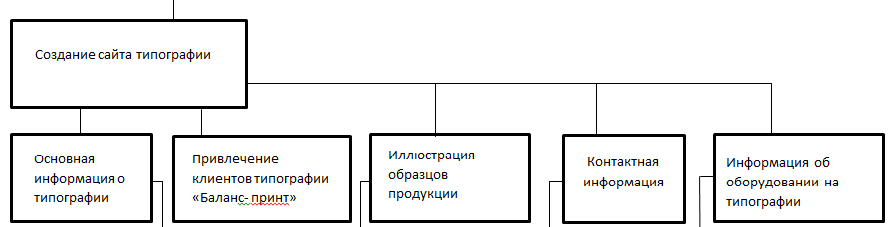 Создание сайта типографии
Основная
информация о
типографии
Привлечение
клиентов типографии
«Баланс- принт»
Иллюстрация
образцов
продукции
Контактная
информация
Информация об
оборудовании на
типографии